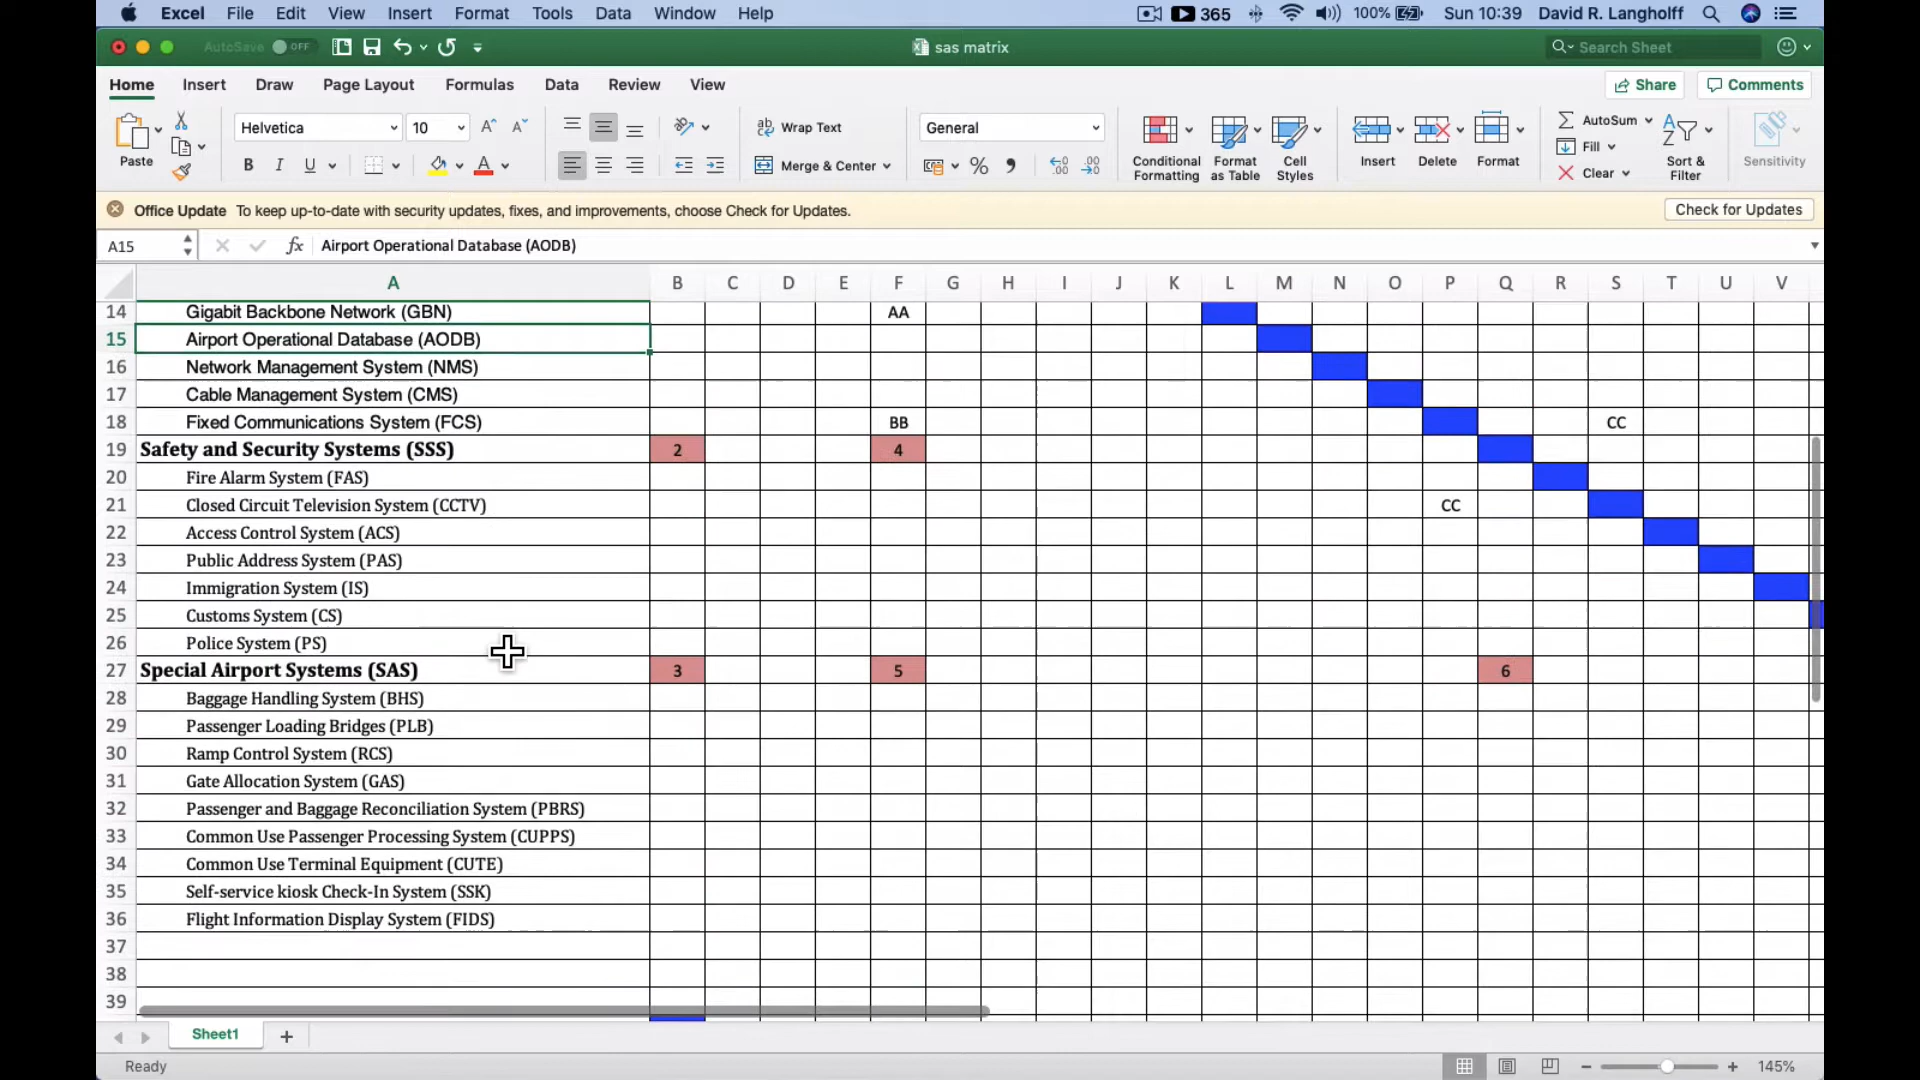 Excel File Edit View Insert Format Tools Data Window Help 365 100% Sun 10:39 David R. Langholff
AutoSave OFF sas matrix Search Sheet
Home Insert Draw Page Layout Formulas Data Review View Share Comments
Paste Helvetica 10 Wrap Text General Conditional Formatting Format as Table Cell Styles Insert Delete Format AutoSum Fill Clear Sort & Filter Sensitivity
B I U A Merge & Center %
Office Update To keep up-to-date with security updates, fixes, and improvements, choose Check for Updates. Check for Updates
A15 fx Airport Operational Database (AODB)
A B C D E F G H I J K L M N O P Q R S T U V
14 Gigabit Backbone Network (GBN) AA
15 Airport Operational Database (AODB)
16 Network Management System (NMS)
17 Cable Management System (CMS)
18 Fixed Communications System (FCS) BB CC
19 Safety and Security Systems (SSS) 2 4
20 Fire Alarm System (FAS)
21 Closed Circuit Television System (CCTV) CC
22 Access Control System (ACS)
23 Public Address System (PAS)
24 Immigration System (IS)
25 Customs System (CS)
26 Police System (PS)
27 Special Airport Systems (SAS) 3 5 6
28 Baggage Handling System (BHS)
29 Passenger Loading Bridges (PLB)
30 Ramp Control System (RCS)
31 Gate Allocation System (GAS)
32 Passenger and Baggage Reconciliation System (PBRS)
33 Common Use Passenger Processing System (CUPPS)
34 Common Use Terminal Equipment (CUTE)
35 Self-service kiosk Check-In System (SSK)
36 Flight Information Display System (FIDS)
37
38
39
Sheet1
Ready 145%